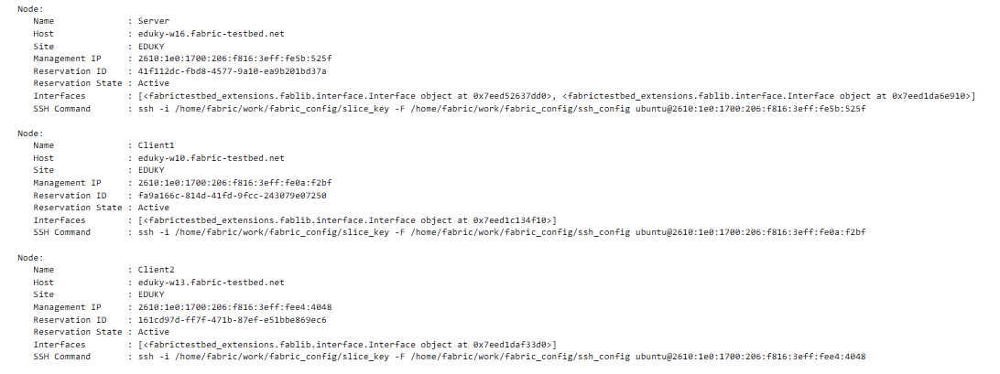 Node:
Name : Server
Host : eduky-w16.fabric-testbed.net
Site : EDUKY
Management IP : 2610:1e0:1700:206:f816:3eff:fe5b:525f
Reservation ID : 41f112dc-fbd8-4577-9a10-ea9b201bd37a
Reservation State : Active
Interfaces : [<fabrictestbed_extensions.fablib.interface.Interface object at 0x7eed52637dd0>, <fabrictestbed_extensions.fablib.interface.Interface object at 0x7eed1da6e910>]
SSH Command : ssh -i /home/fabric/work/fabric_config/slice_key -F /home/fabric/work/fabric_config/ssh_config ubuntu@2610:1e0:1700:206:f816:3eff:fe5b:525f
Node:
Name : Client1
Host : eduky-w10.fabric-testbed.net
Site : EDUKY
Management IP : 2610:1e0:1700:206:f816:3eff:fe0a:f2bf
Reservation ID : fa9a166c-814d-41fd-9fcc-243079e07250
Reservation State : Active
Interfaces : [<fabrictestbed_extensions.fablib.interface.Interface object at 0x7eed1c134f10>]
SSH Command : ssh -i /home/fabric/work/fabric_config/slice_key -F /home/fabric/work/fabric_config/ssh_config ubuntu@2610:1e0:1700:206:f816:3eff:fe0a:f2bf
Node:
Name : Client2
Host : eduky-w13.fabric-testbed.net
Site : EDUKY
Management IP : 2610:1e0:1700:206:f816:3eff:fee4:4048
Reservation ID : 161cd97d-ff7f-471b-87ef-e51bbe869ec6
Reservation State : Active
Interfaces : [<fabrictestbed_extensions.fablib.interface.Interface object at 0x7eed1daf33d0>]
SSH Command : ssh -i /home/fabric/work/fabric_config/slice_key -F /home/fabric/work/fabric_config/ssh_config ubuntu@2610:1e0:1700:206:f816:3eff:fee4:4048